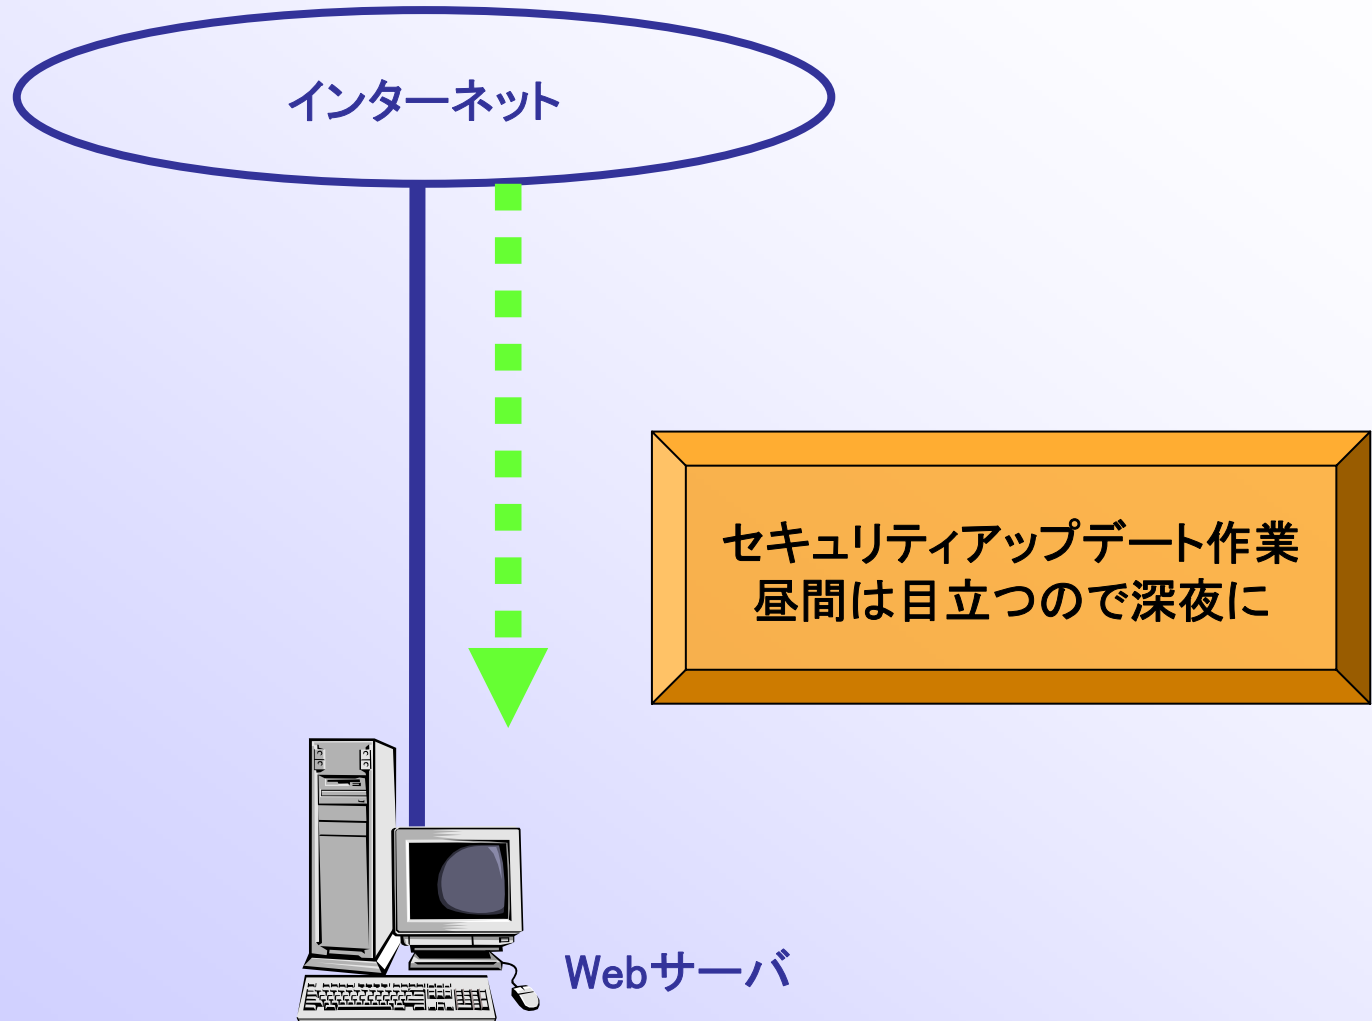 インターネット
セキュリティアップデート作業
昼間は目立つので深夜に
Webサーバ